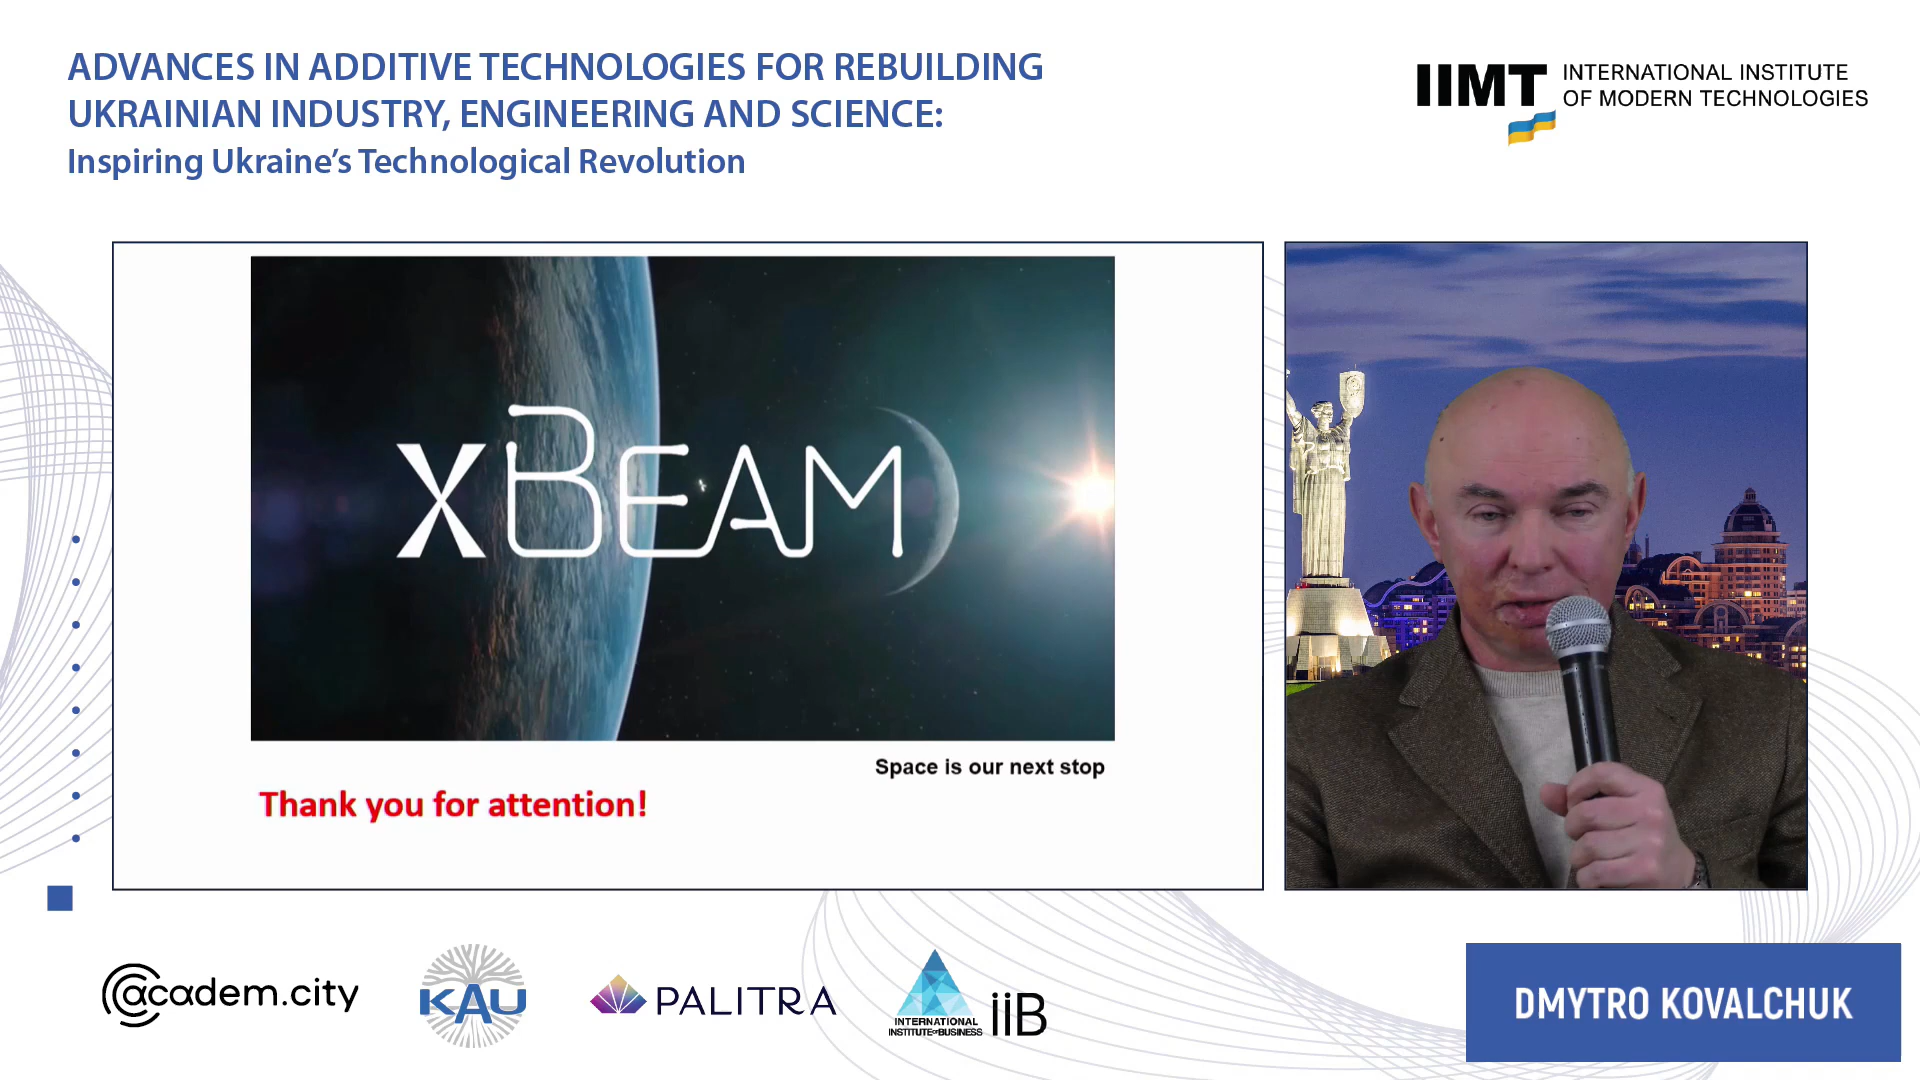 ADVANCES IN ADDITIVE TECHNOLOGIES FOR REBUILDING
UKRAINIAN INDUSTRY, ENGINEERING AND SCIENCE:
Inspiring Ukraine's Technological Revolution
IIMT
INTERNATIONAL INSTITUTE
OF MODERN TECHNOLOGIES
xBEAM
Space is our next stop
Thank you for attention!
@cadem.city
KAU
PALITRA
INTERNATIONAL
INSTITUTE OF BUSINESS
iiB
DMYTRO KOVALCHUK